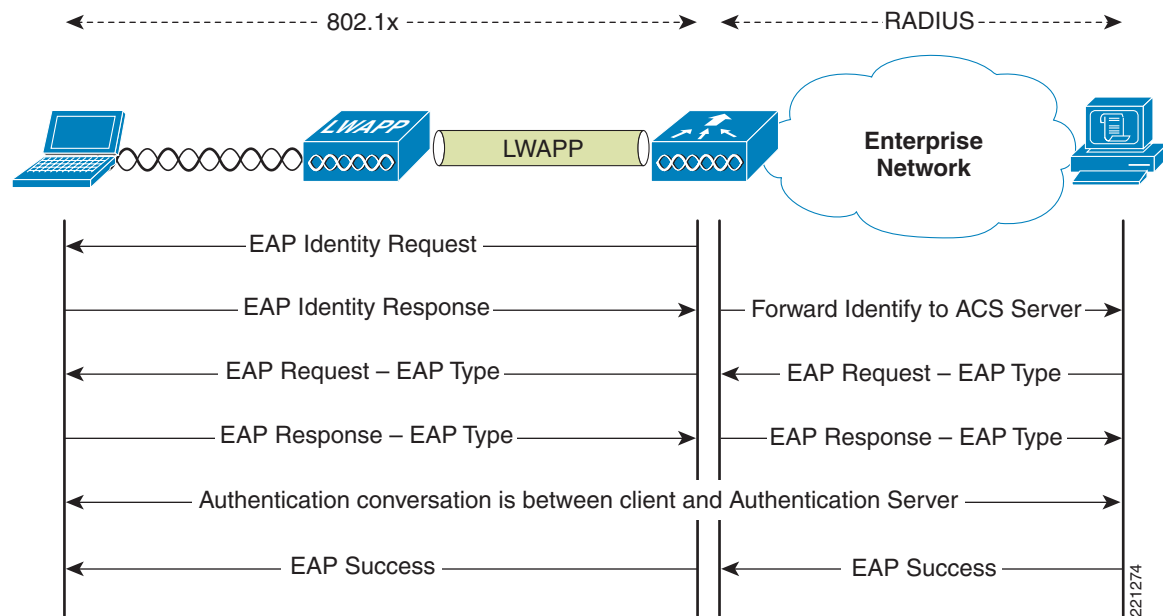 802.1x
RADIUS
LWAPP
LWAPP
Enterprise
Network
EAP Identity Request
EAP Identity Response
Forward Identify to ACS Server
EAP Request – EAP Type
EAP Request – EAP Type
EAP Response – EAP Type
EAP Response – EAP Type
Authentication conversation is between client and Authentication Server
EAP Success
EAP Success
221274